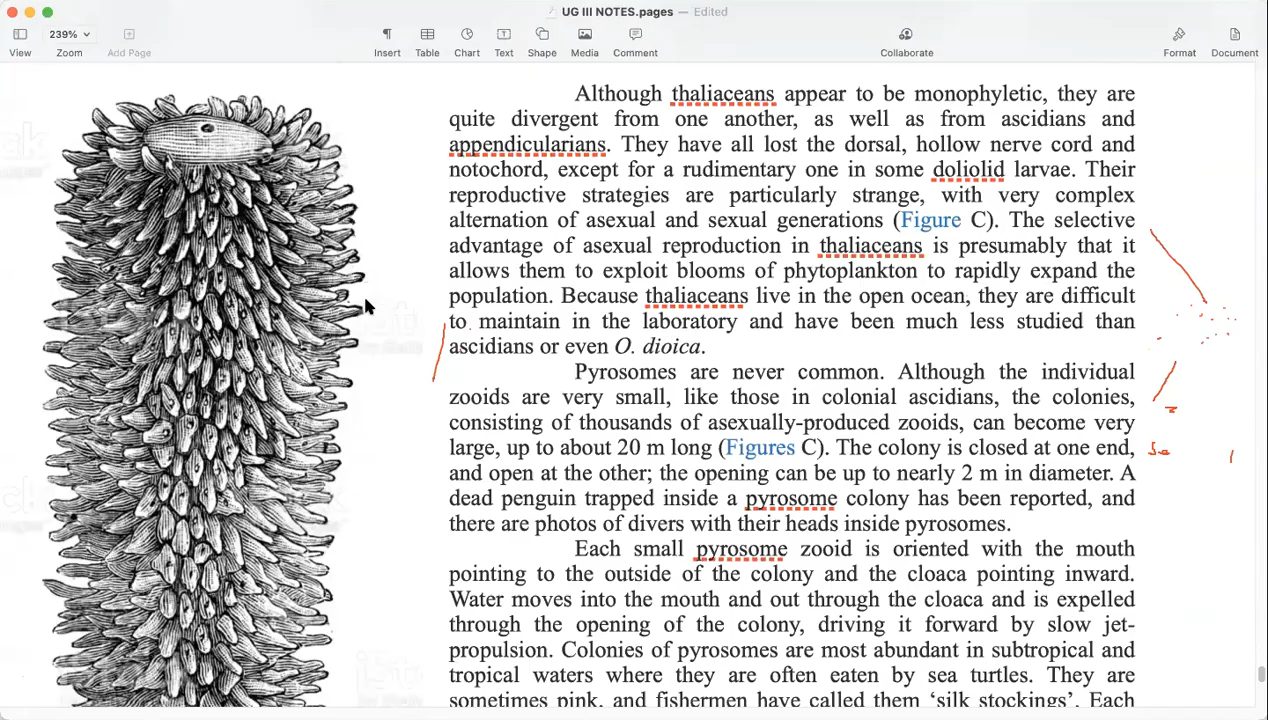 UG III NOTES.pages — Edited
239%
View
Zoom
Add Page
Insert
Table
Chart
Text
Shape
Media
Comment
Collaborate
Format
Document
Although thaliaceans appear to be monophyletic, they are
quite divergent from one another, as well as from ascidians and
appendicularians. They have all lost the dorsal, hollow nerve cord and
notochord, except for a rudimentary one in some doliolid larvae. Their
reproductive strategies are particularly strange, with very complex
alternation of asexual and sexual generations (Figure C). The selective
advantage of asexual reproduction in thaliaceans is presumably that it
allows them to exploit blooms of phytoplankton to rapidly expand the
population. Because thaliaceans live in the open ocean, they are difficult
to maintain in the laboratory and have been much less studied than
ascidians or even O. dioica.
Pyrosomes are never common. Although the individual
zooids are very small, like those in colonial ascidians, the colonies,
consisting of thousands of asexually-produced zooids, can become very
large, up to about 20 m long (Figures C). The colony is closed at one end,
and open at the other; the opening can be up to nearly 2 m in diameter. A
dead penguin trapped inside a pyrosome colony has been reported, and
there are photos of divers with their heads inside pyrosomes.
Each small pyrosome zooid is oriented with the mouth
pointing to the outside of the colony and the cloaca pointing inward.
Water moves into the mouth and out through the cloaca and is expelled
through the opening of the colony, driving it forward by slow jet-
propulsion. Colonies of pyrosomes are most abundant in subtropical and
tropical waters where they are often eaten by sea turtles. They are
sometimes pink, and fishermen have called them ‘silk stockings’. Each